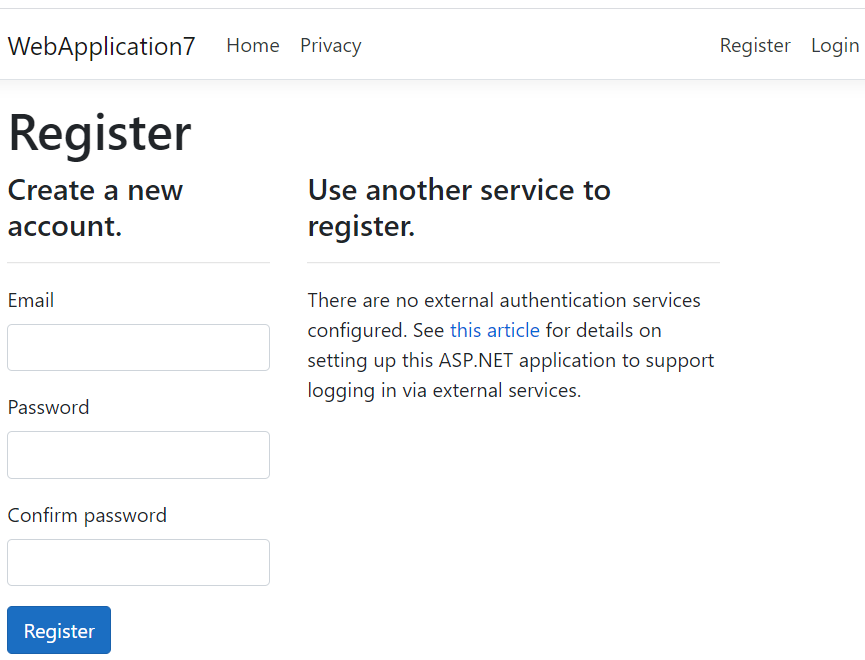 WebApplication7 Home Privacy Register Login
Register
Create a new
account.
Use another service to
register.
Email
Password
Confirm password
Register
There are no external authentication services
configured. See this article for details on
setting up this ASP.NET application to support
logging in via external services.